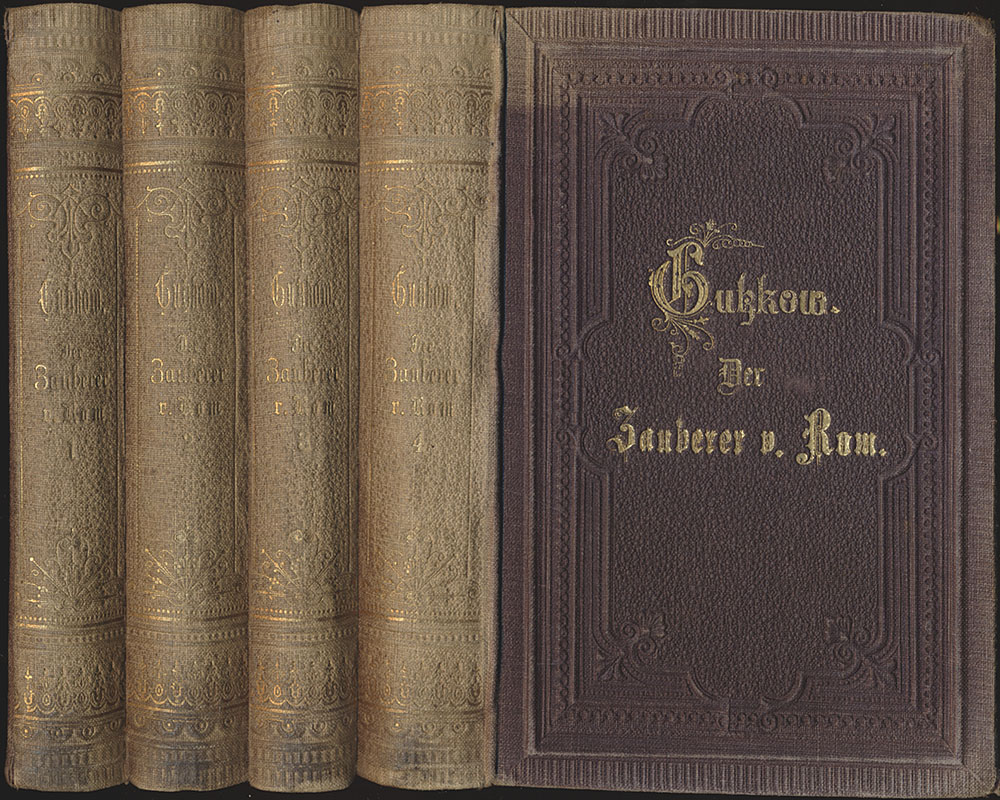 Gutzkow.
Der
Zauberer
v. Rom
1
Gutzkow.
Der
Zauberer
v. Rom
2
Gutzkow.
Der
Zauberer
v. Rom
3
Gutzkow.
Der
Zauberer
v. Rom
4.
Gutzkow.
Der
Zauberer v. Rom.